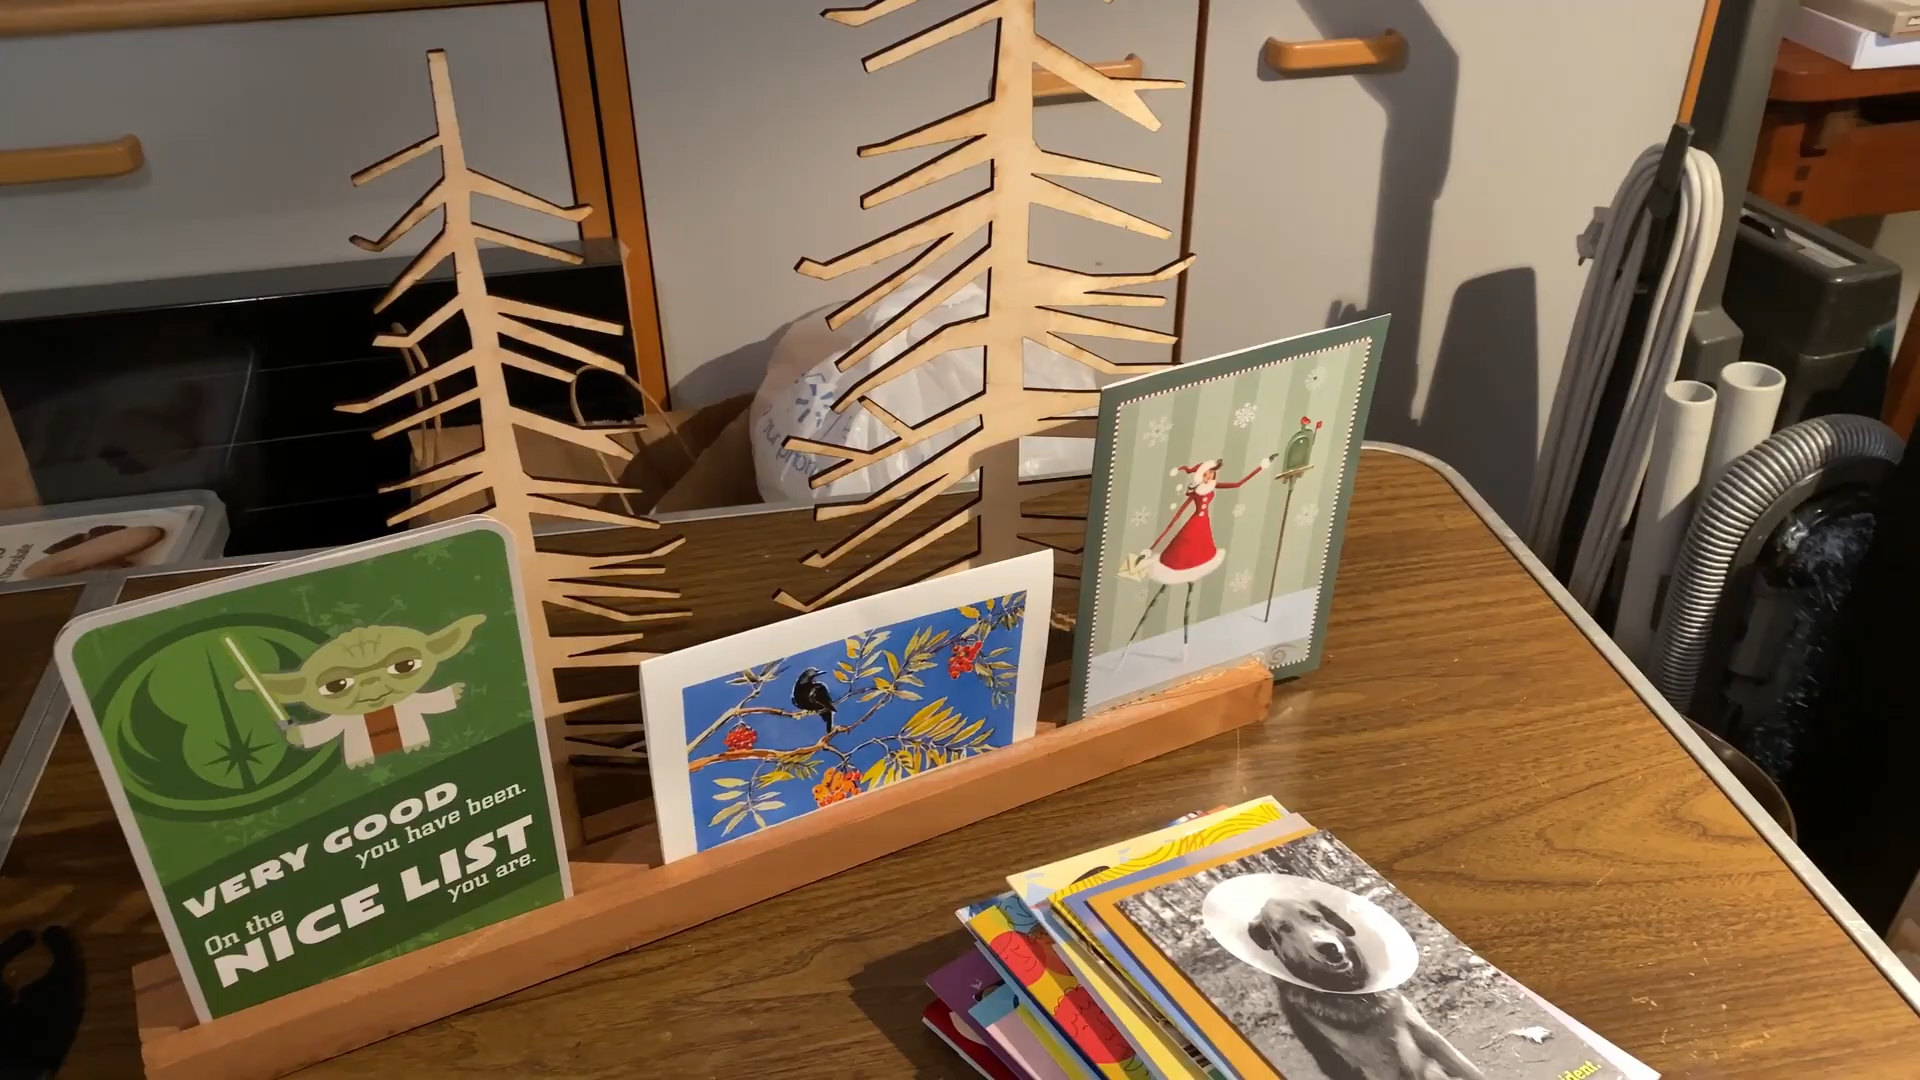 VERY GOOD
you have been.
On the
NICE LIST
you are.